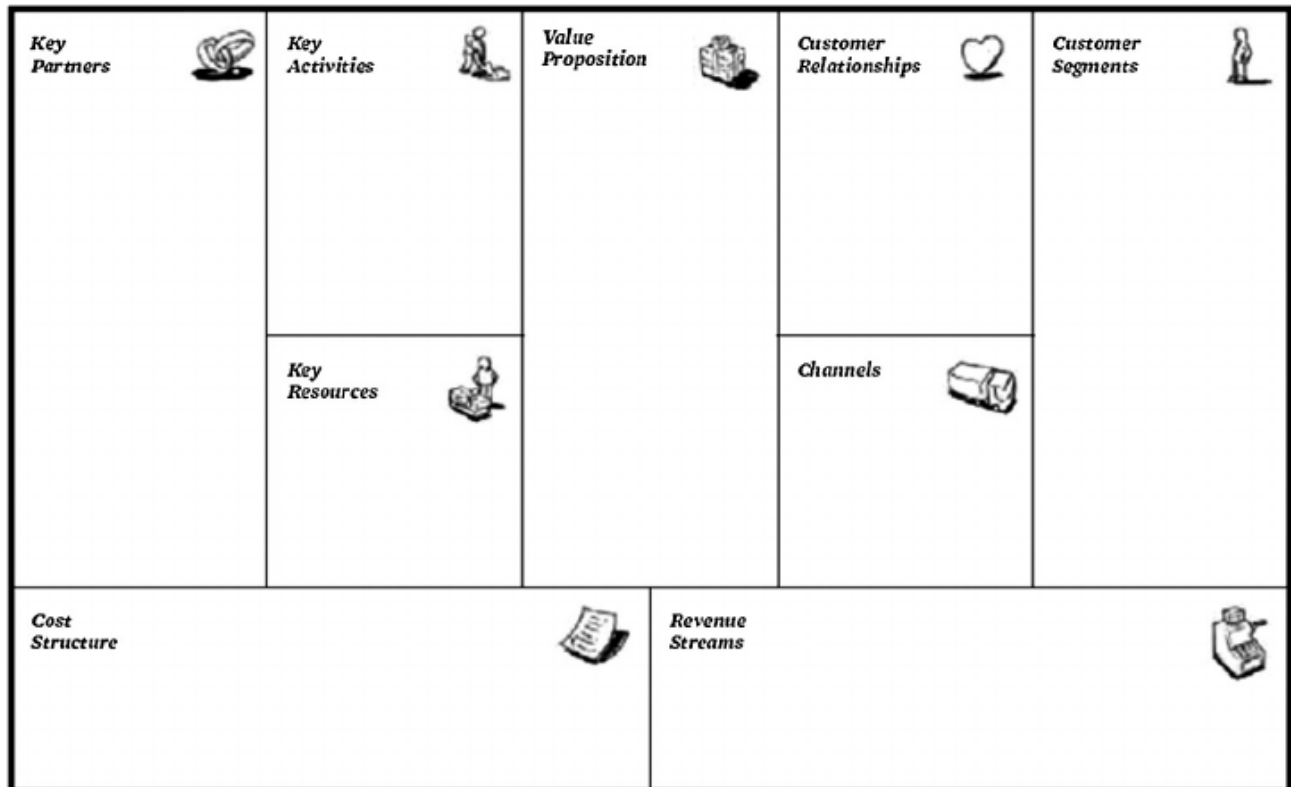 Key
Partners
Key
Activities
Value
Proposition
Customer
Relationships
Customer
Segments
Key
Resources
Channels
Cost
Structure
Revenue
Streams